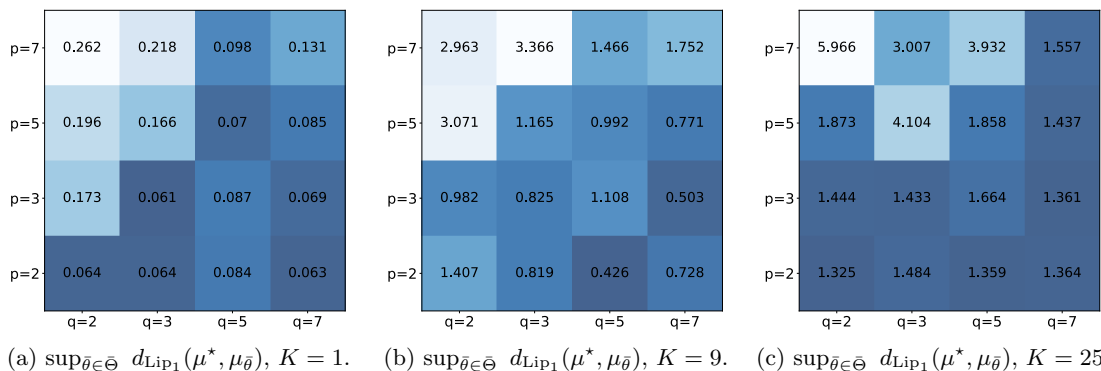 p=7 0.262 0.218 0.098 0.131
p=5 0.196 0.166 0.07 0.085
p=3 0.173 0.061 0.087 0.069
p=2 0.064 0.064 0.084 0.063
q=2 q=3 q=5 q=7
(a) sup_{θ̄∈Θ̄} d_{Lip₁}(μ⋆, μ_θ̄), K = 1.
p=7 2.963 3.366 1.466 1.752
p=5 3.071 1.165 0.992 0.771
p=3 0.982 0.825 1.108 0.503
p=2 1.407 0.819 0.426 0.728
q=2 q=3 q=5 q=7
(b) sup_{θ̄∈Θ̄} d_{Lip₁}(μ⋆, μ_θ̄), K = 9.
p=7 5.966 3.007 3.932 1.557
p=5 1.873 4.104 1.858 1.437
p=3 1.444 1.433 1.664 1.361
p=2 1.325 1.484 1.359 1.364
q=2 q=3 q=5 q=7
(c) sup_{θ̄∈Θ̄} d_{Lip₁}(μ⋆, μ_θ̄), K = 25